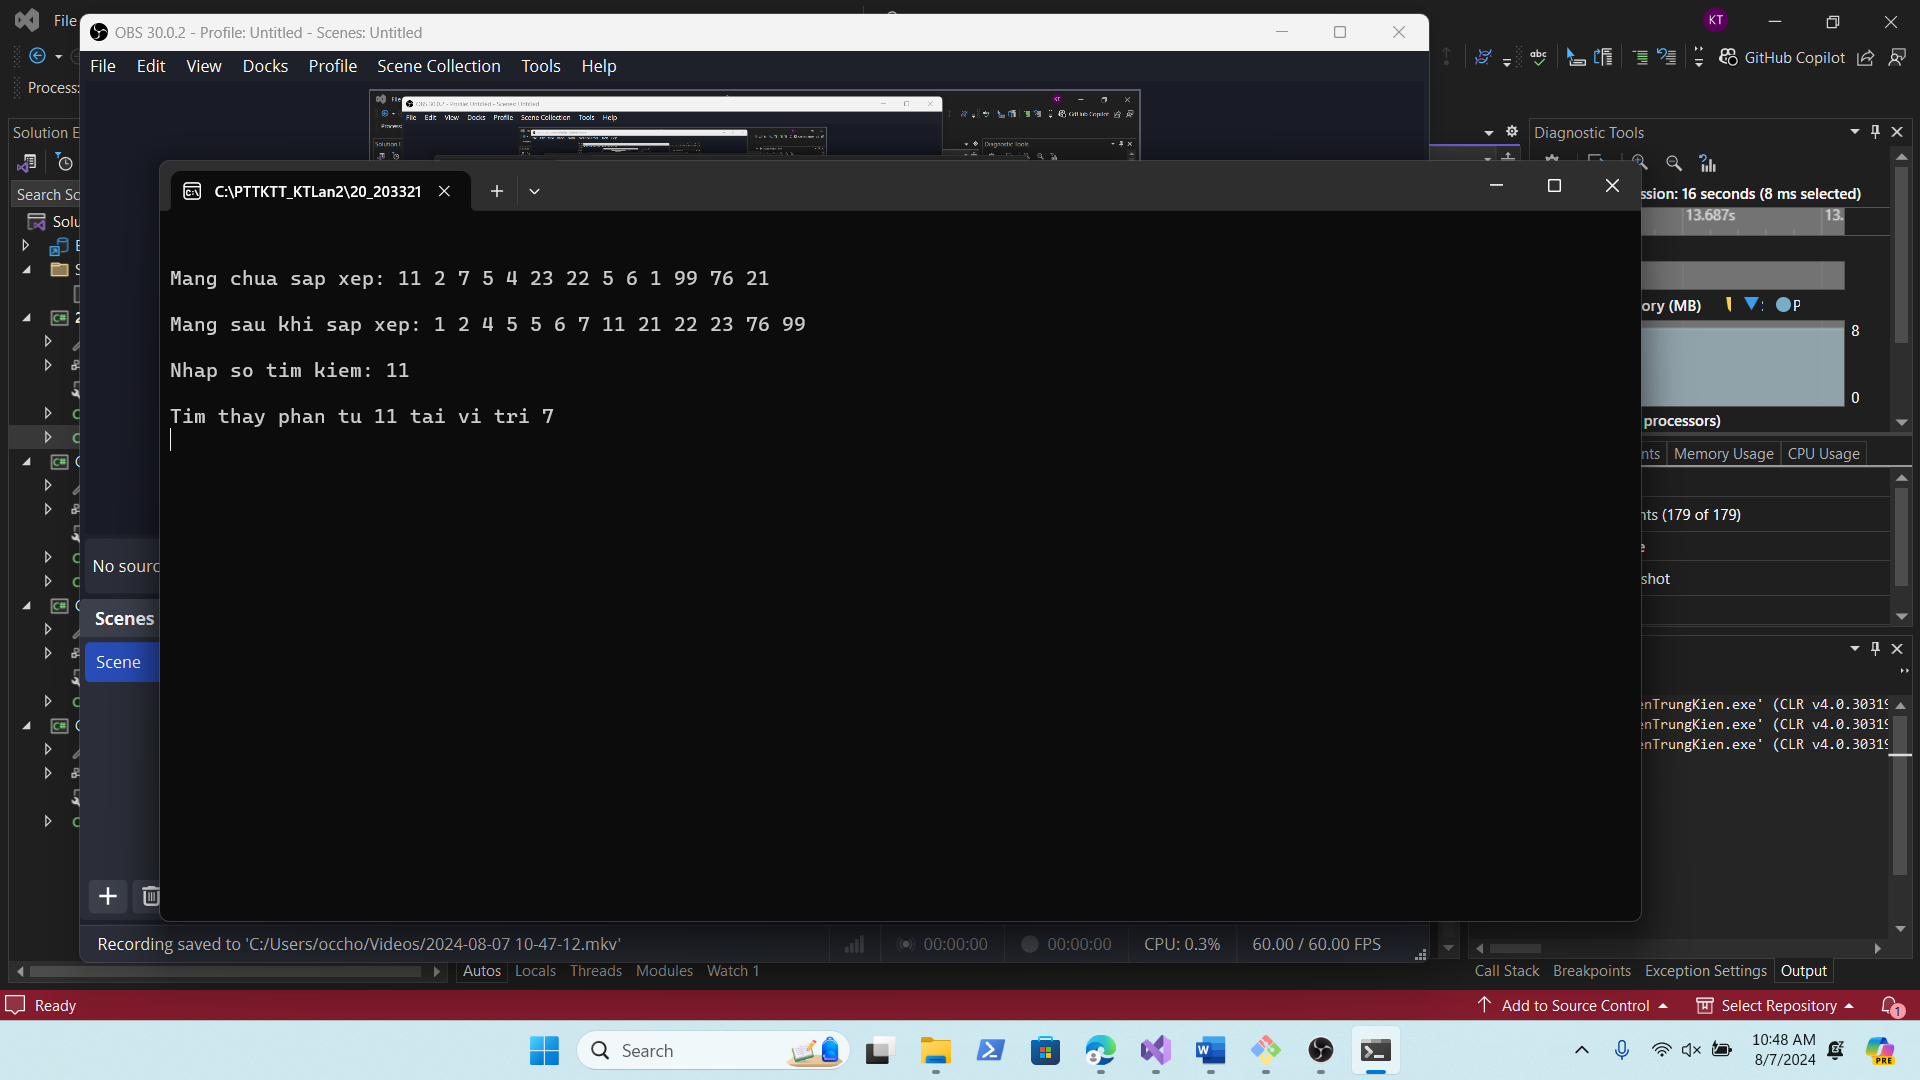 File
KT
OBS 30.0.2 - Profile: Untitled - Scenes: Untitled
File Edit View Docks Profile Scene Collection Tools Help
GitHub Copilot
Process:
Solution E
Diagnostic Tools
Search So
C:\PTTKTT_KTLan2\20_203321
ssion: 16 seconds (8 ms selected)
13.687s
13.
Solu
Mang chua sap xep: 11 2 7 5 4 23 22 5 6 1 99 76 21
ory (MB)
8
Mang sau khi sap xep: 1 2 4 5 5 6 7 11 21 22 23 76 99
Nhap so tim kiem: 11
0
Tim thay phan tu 11 tai vi tri 7
processors)
nts Memory Usage CPU Usage
nts (179 of 179)
No sourc
shot
Scenes
Scene
enTrungKien.exe' (CLR v4.0.30319
enTrungKien.exe' (CLR v4.0.30319
enTrungKien.exe' (CLR v4.0.30319
Recording saved to 'C:/Users/occho/Videos/2024-08-07 10-47-12.mkv'
00:00:00 00:00:00 CPU: 0.3% 60.00 / 60.00 FPS
Autos Locals Threads Modules Watch 1
Call Stack Breakpoints Exception Settings Output
Ready
Add to Source Control Select Repository 1
Search
10:48 AM
8/7/2024